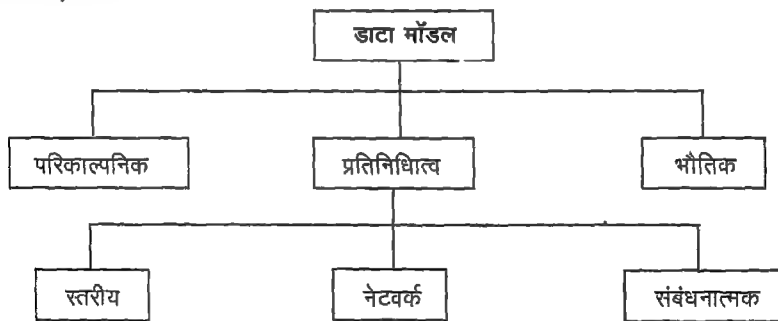 डाटा मॉडल
परिकाल्पनिक प्रतिनिधिात्व भौतिक
स्तरीय नेटवर्क संबंधनात्मक